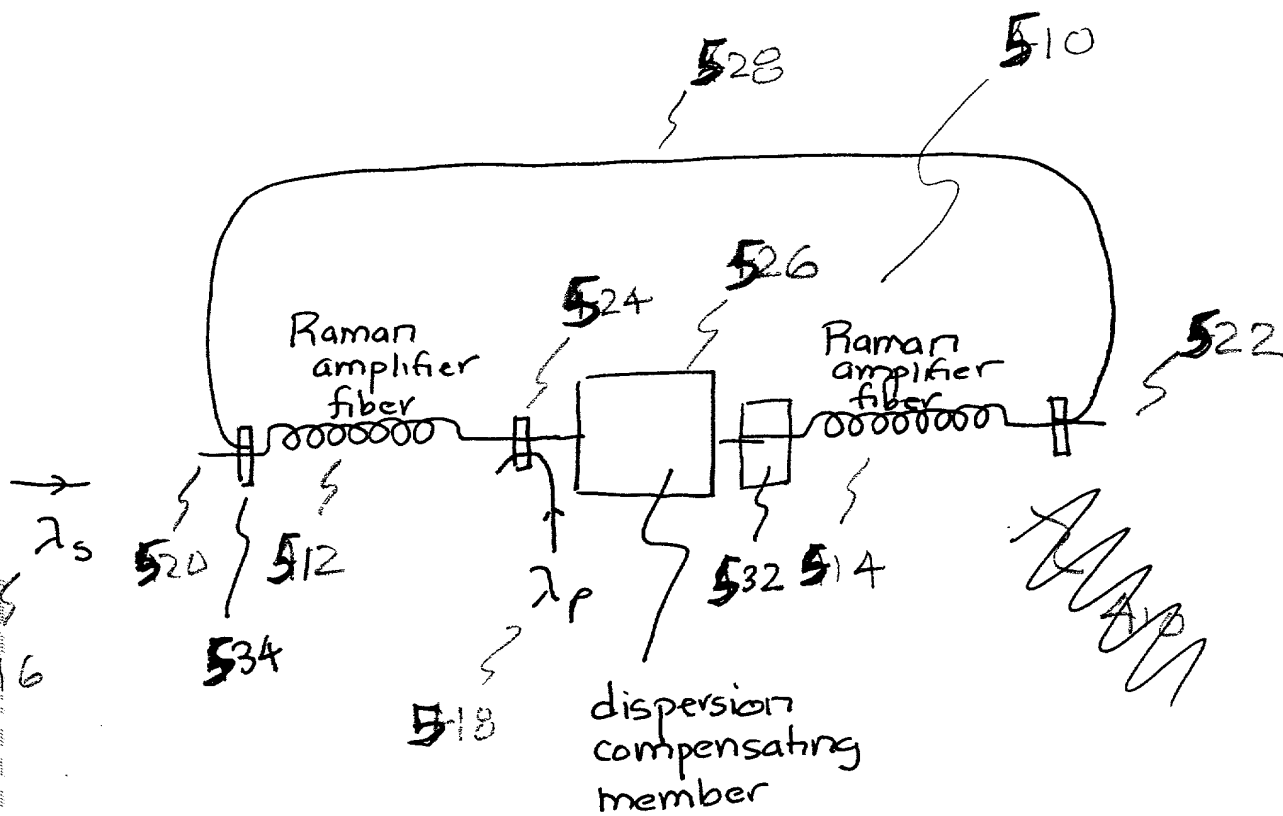 528
510
526
524
Raman
amplifier
fiber
Raman
amplifier
fiber
522
λs
520
512
λp
532
514
534
16
518
dispersion
compensating
member